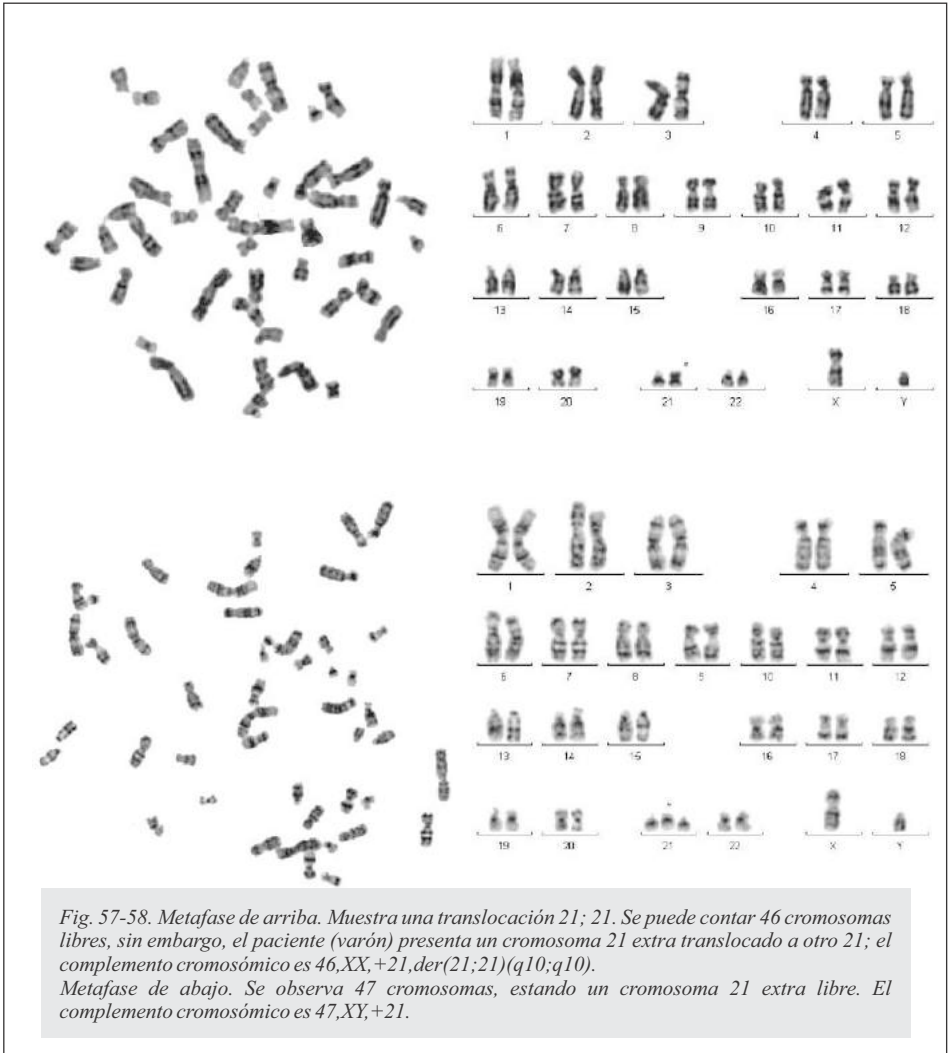 1 2 3 4 5
6 7 8 9 10 11 12
13 14 15 16 17 18
19 20 21 22 X Y
1 2 3 4 5
6 7 8 9 10 11 12
13 14 15 16 17 18
19 20 21 22 X Y
Fig. 57-58. Metafase de arriba. Muestra una translocación 21; 21. Se puede contar 46 cromosomas
libres, sin embargo, el paciente (varón) presenta un cromosoma 21 extra translocado a otro 21; el
complemento cromosómico es 46,XX,+21,der(21;21)(q10;q10).
Metafase de abajo. Se observa 47 cromosomas, estando un cromosoma 21 extra libre. El
complemento cromosómico es 47,XY,+21.